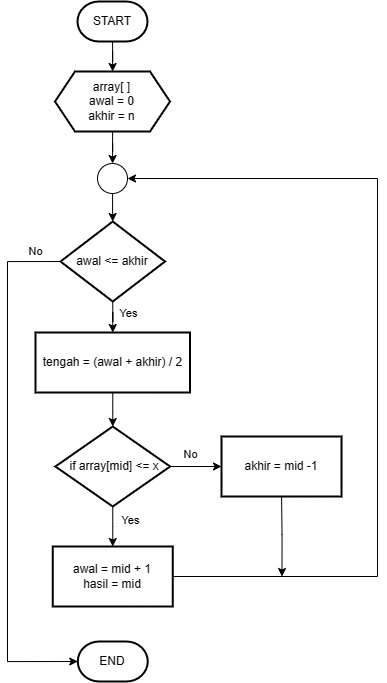 START
array[ ]
awal = 0
akhir = n
awal <= akhir
No
Yes
tengah = (awal + akhir) / 2
if array[mid] <= x
No
akhir = mid -1
Yes
awal = mid + 1
hasil = mid
END